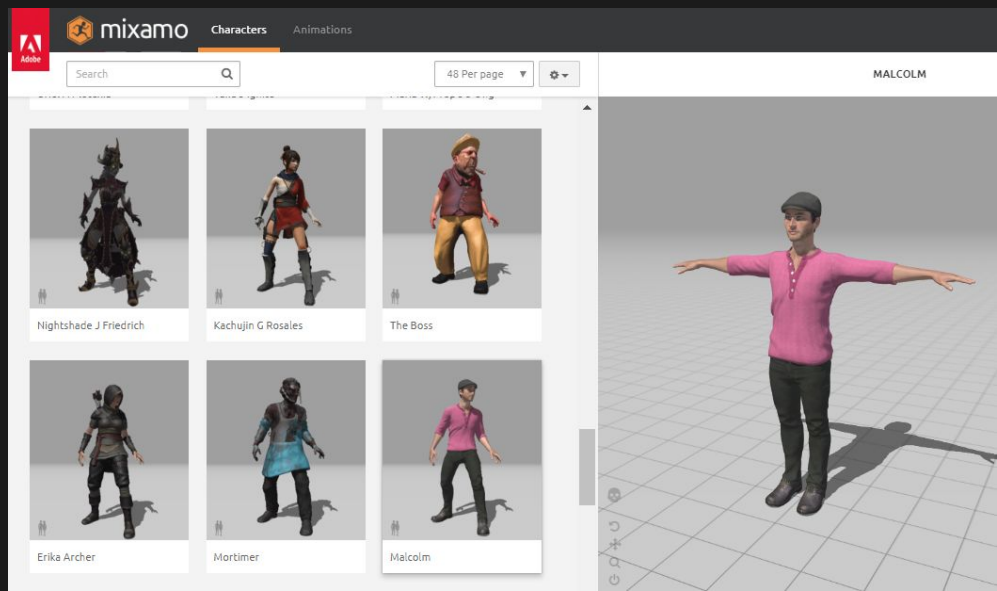 Adobe
mixamo
Characters
Animations
Search
48 Per page
MALCOLM
Nightshade J Friedrich
Kachujin G Rosales
The Boss
Erika Archer
Mortimer
Malcolm